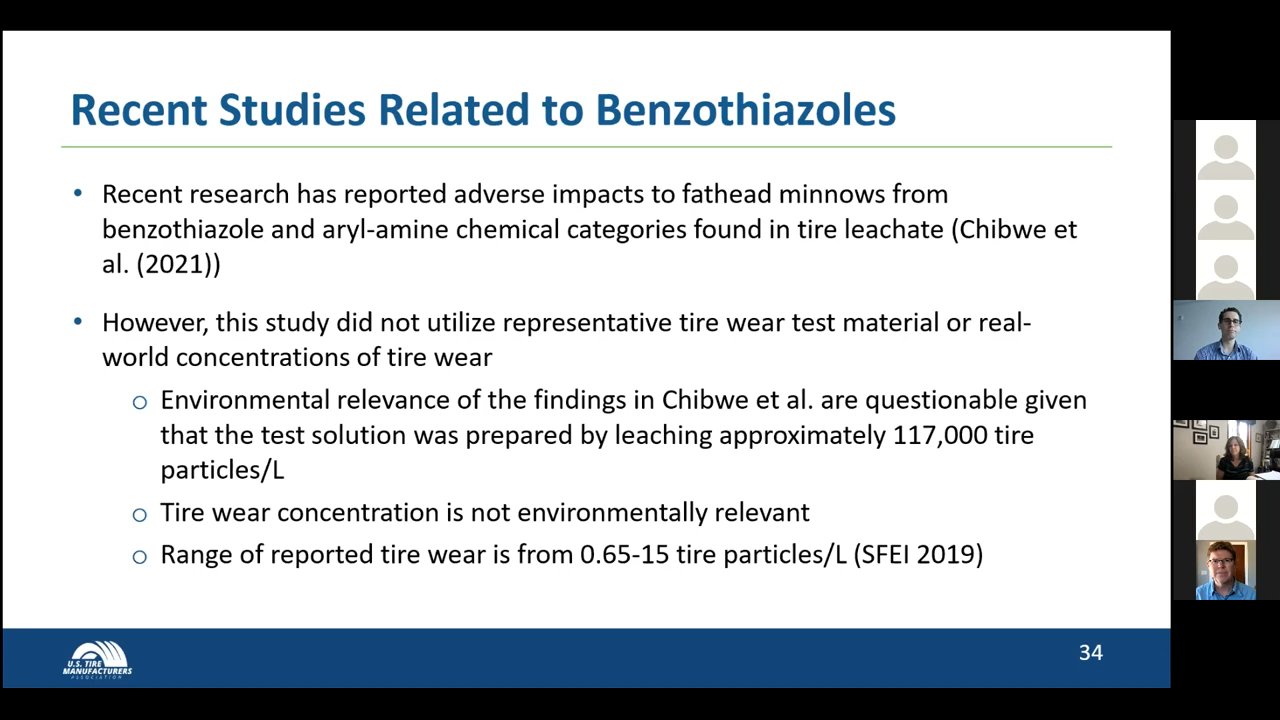 Recent Studies Related to Benzothiazoles
• Recent research has reported adverse impacts to fathead minnows from
benzothiazole and aryl-amine chemical categories found in tire leachate (Chibwe et
al. (2021))
• However, this study did not utilize representative tire wear test material or real-
world concentrations of tire wear
o Environmental relevance of the findings in Chibwe et al. are questionable given
that the test solution was prepared by leaching approximately 117,000 tire
particles/L
o Tire wear concentration is not environmentally relevant
o Range of reported tire wear is from 0.65-15 tire particles/L (SFEI 2019)
U.S. TIRE
MANUFACTURERS
ASSOCIATION
34